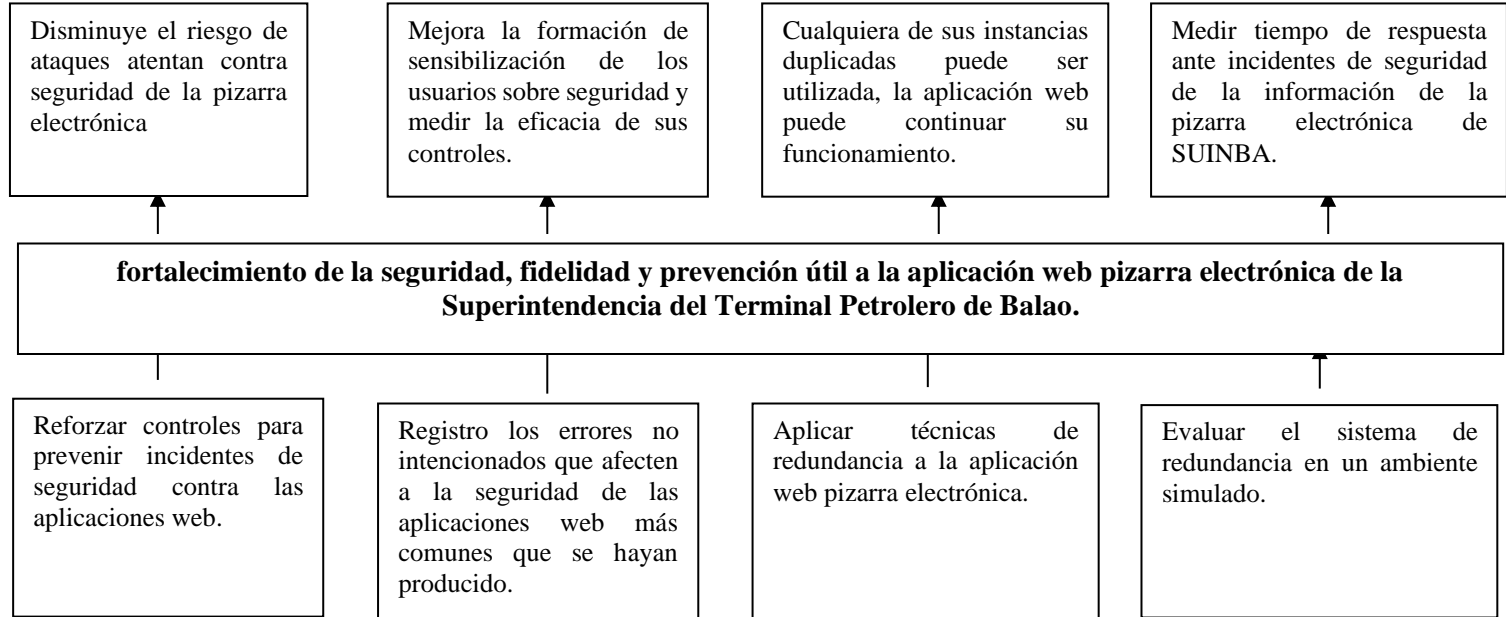 Disminuye el riesgo de
ataques atentan contra
seguridad de la pizarra
electrónica
Mejora la formación de
sensibilización de los
usuarios sobre seguridad y
medir la eficacia de sus
controles.
Cualquiera de sus instancias
duplicadas puede ser
utilizada, la aplicación web
puede continuar su
funcionamiento.
Medir tiempo de respuesta
ante incidentes de seguridad
de la información de la
pizarra electrónica de
SUINBA.
fortalecimiento de la seguridad, fidelidad y prevención útil a la aplicación web pizarra electrónica de la
Superintendencia del Terminal Petrolero de Balao.
Reforzar controles para
prevenir incidentes de
seguridad contra las
aplicaciones web.
Registro los errores no
intencionados que afecten
a la seguridad de las
aplicaciones web más
comunes que se hayan
producido.
Aplicar técnicas de
redundancia a la aplicación
web pizarra electrónica.
Evaluar el sistema de
redundancia en un ambiente
simulado.